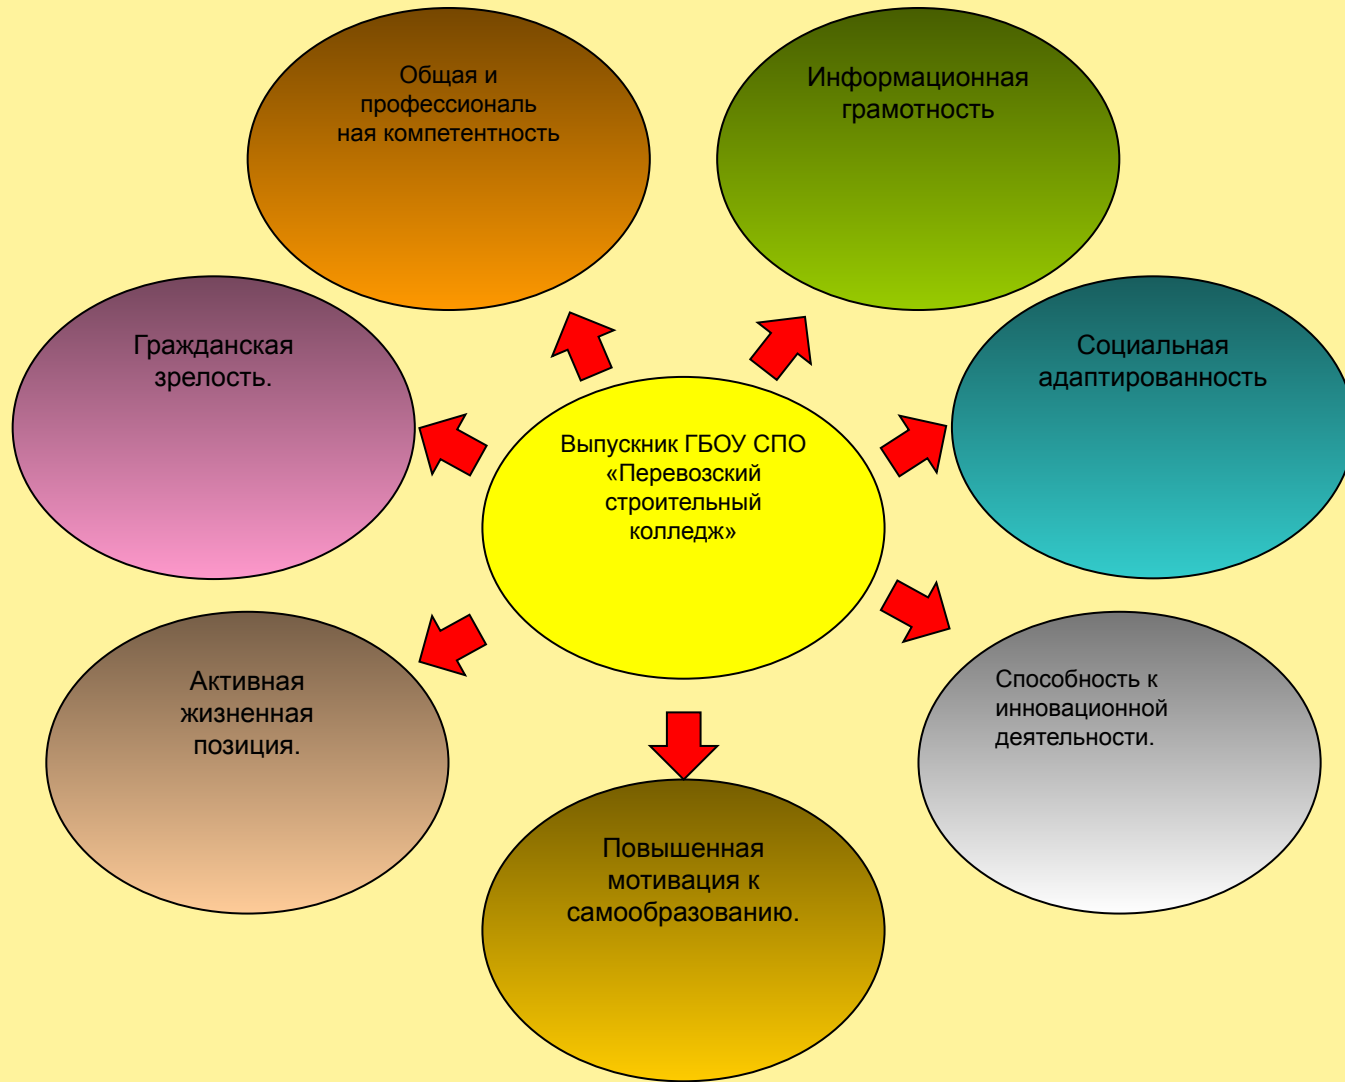 Общая и
профессиональ
ная компетентность
Информационная
грамотность
Гражданская
зрелость.
Социальная
адаптированность
Выпускник ГБОУ СПО
«Перевозский
строительный
колледж»
Активная
жизненная
позиция.
Способность к
инновационной
деятельности.
Повышенная
мотивация к
самообразованию.